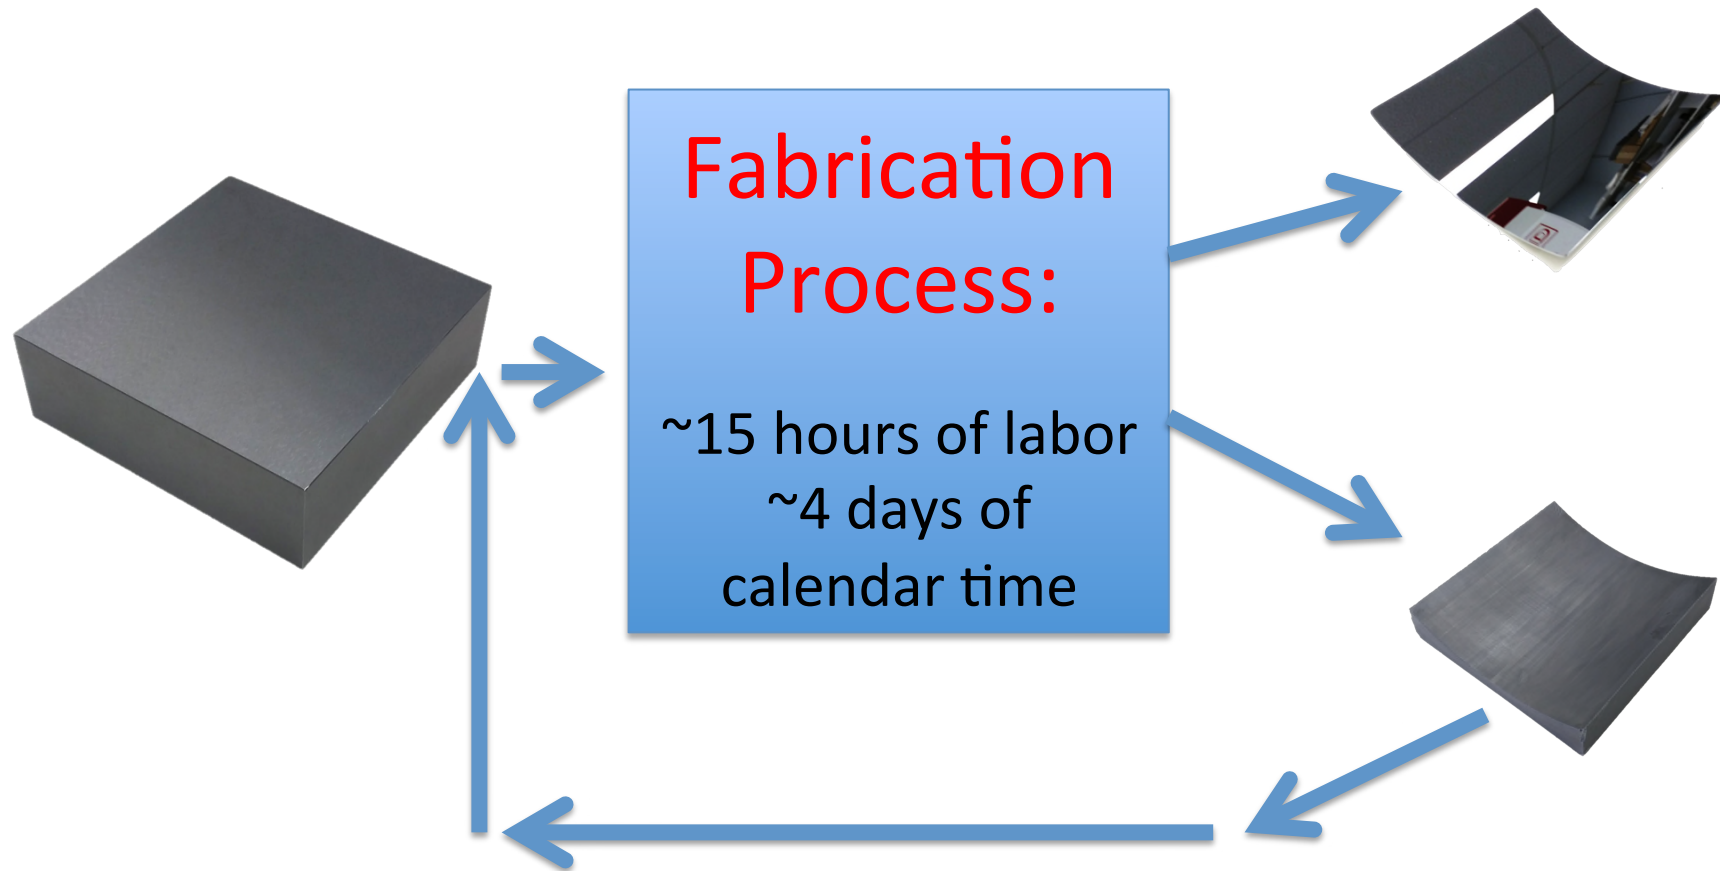 Fabrication
Process:
~15 hours of labor
~4 days of
calendar time